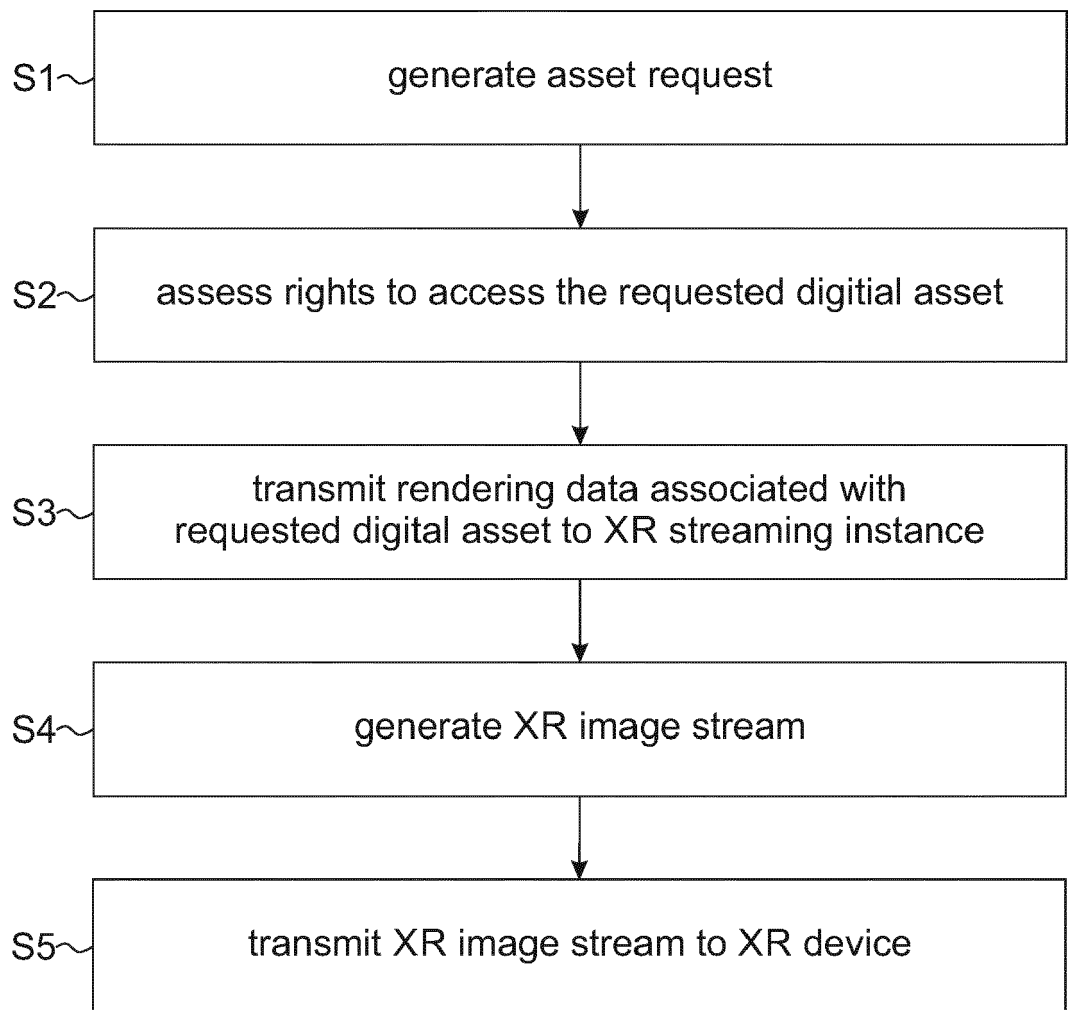 S1
generate asset request
S2
assess rights to access the requested digitial asset
S3
transmit rendering data associated with
requested digital asset to XR streaming instance
S4
generate XR image stream
S5
transmit XR image stream to XR device